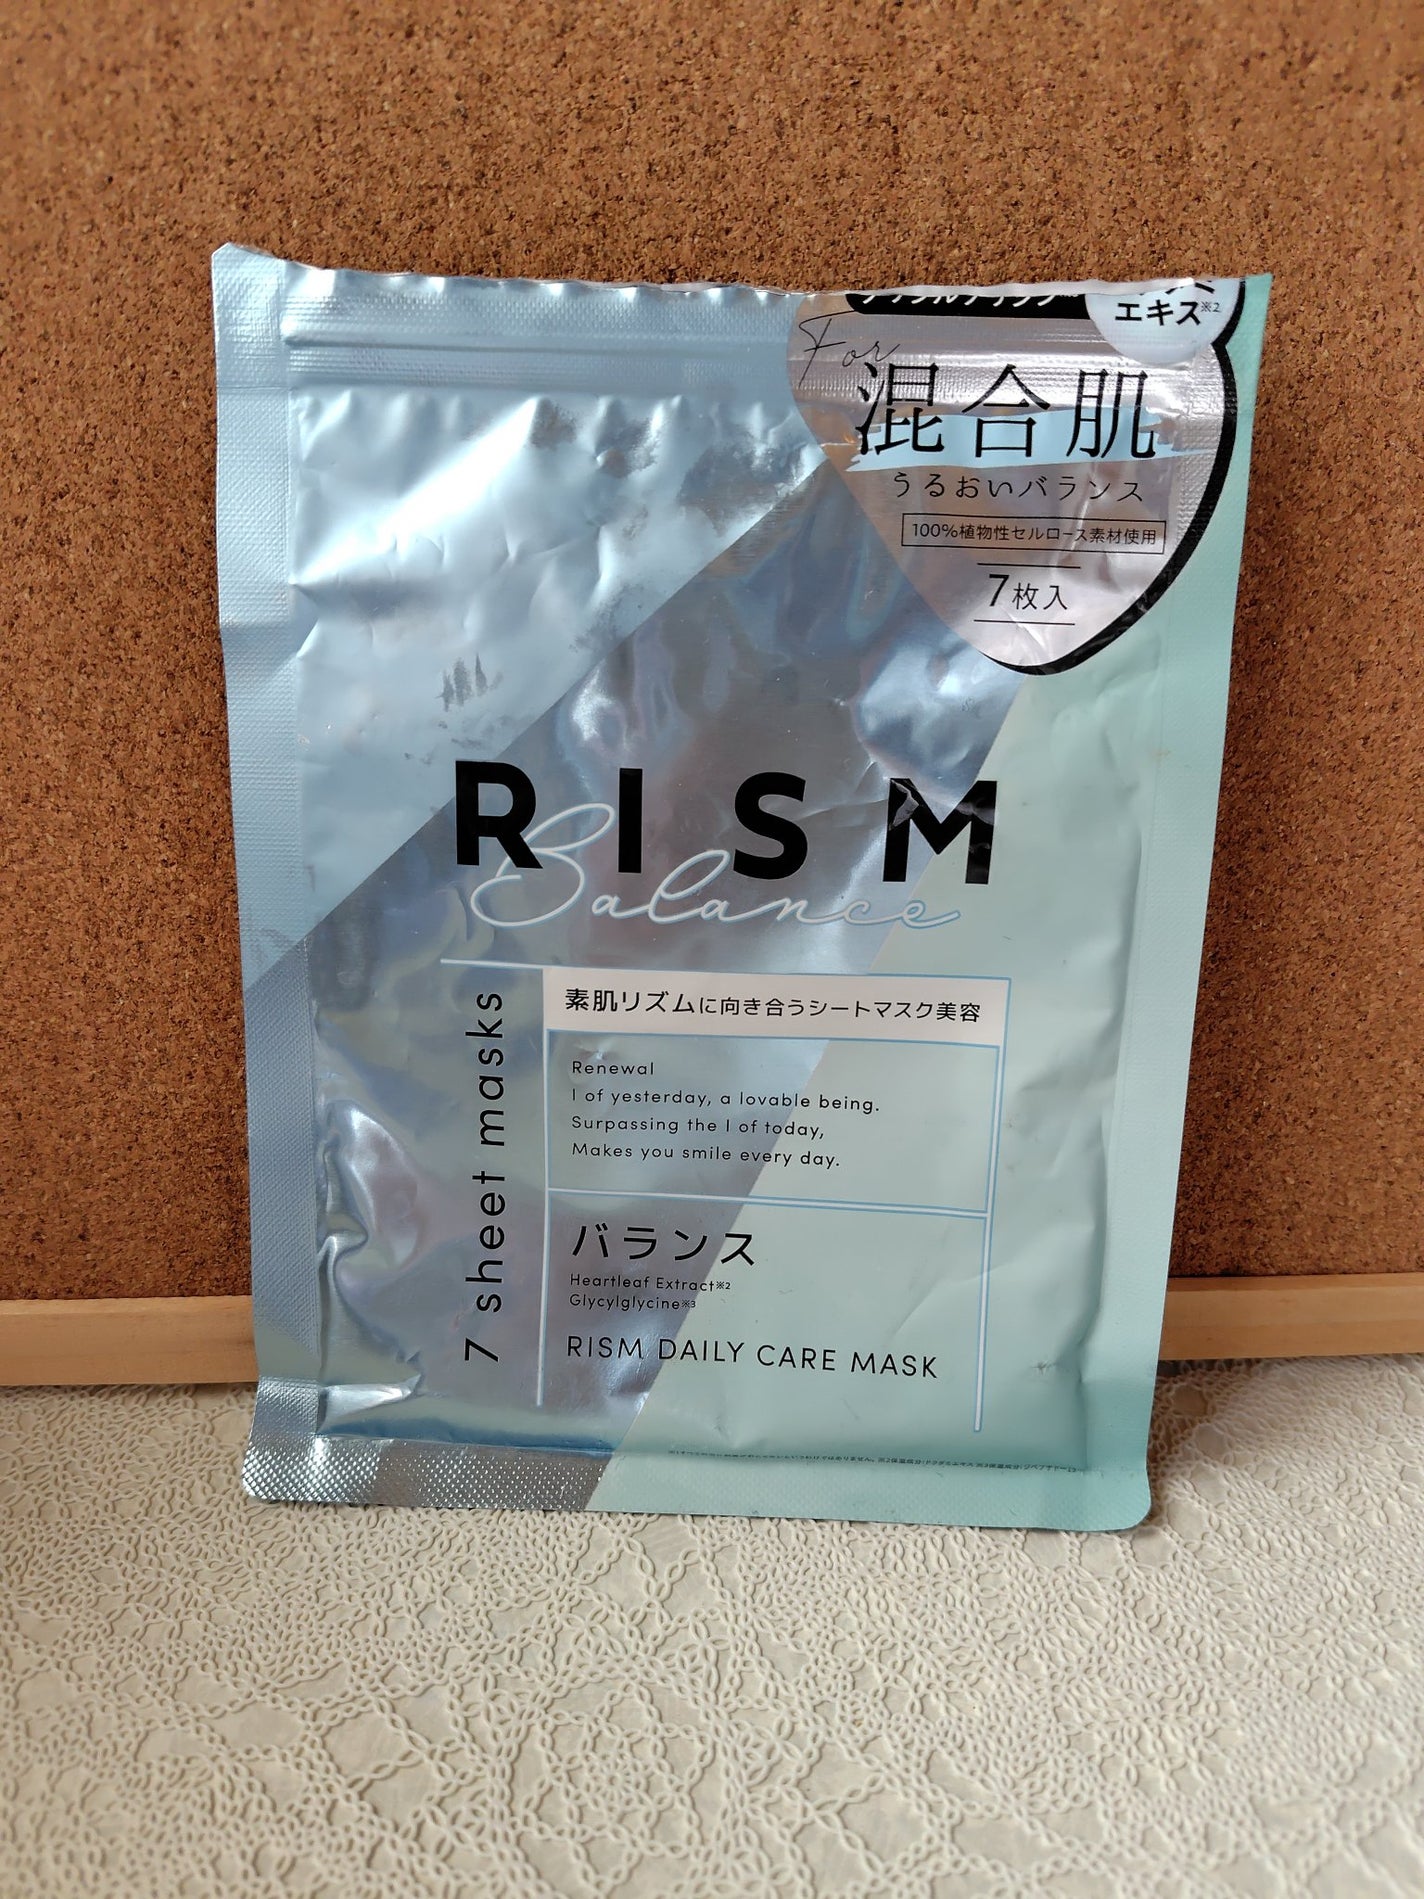 エキス※2
For
混合肌
うるおいバランス
100%植物性セルロース素材使用
7枚入
RISM
Balance
7 sheet masks
素肌リズムに向き合うシートマスク美容
Renewal
I of yesterday, a lovable being.
Surpassing the I of today,
Makes you smile every day.
バランス
Heartleaf Extract※2
Glycylglycine※3
RISM DAILY CARE MASK